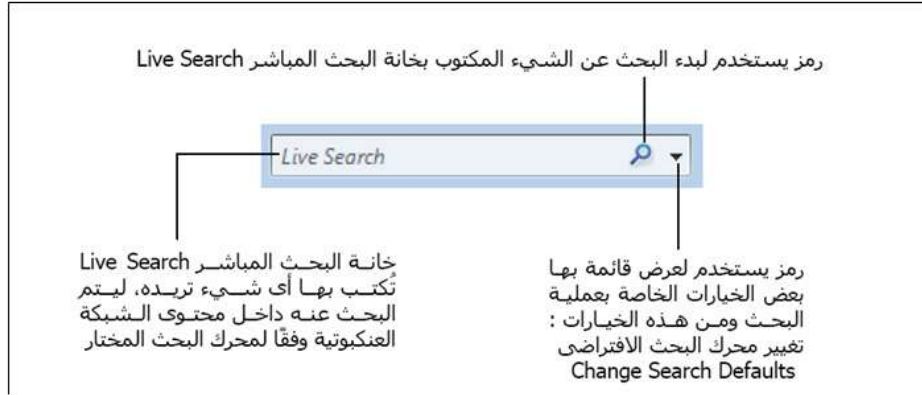 رمز يستخدم لبدء البحث عن الشيء المكتوب بخانة البحث المباشر Live Search
Live Search
خانة البحث المباشر Live Search
تُكتب بها أى شيء تريده، ليتم
البحث عنه داخل محتوى الشبكة
العنكبوتية وفقًا لمحرك البحث المختار
رمز يستخدم لعرض قائمة بها
بعض الخيارات الخاصة بعملية
البحث ومن هذه الخيارات :
تغيير محرك البحث الافتراضى
Change Search Defaults